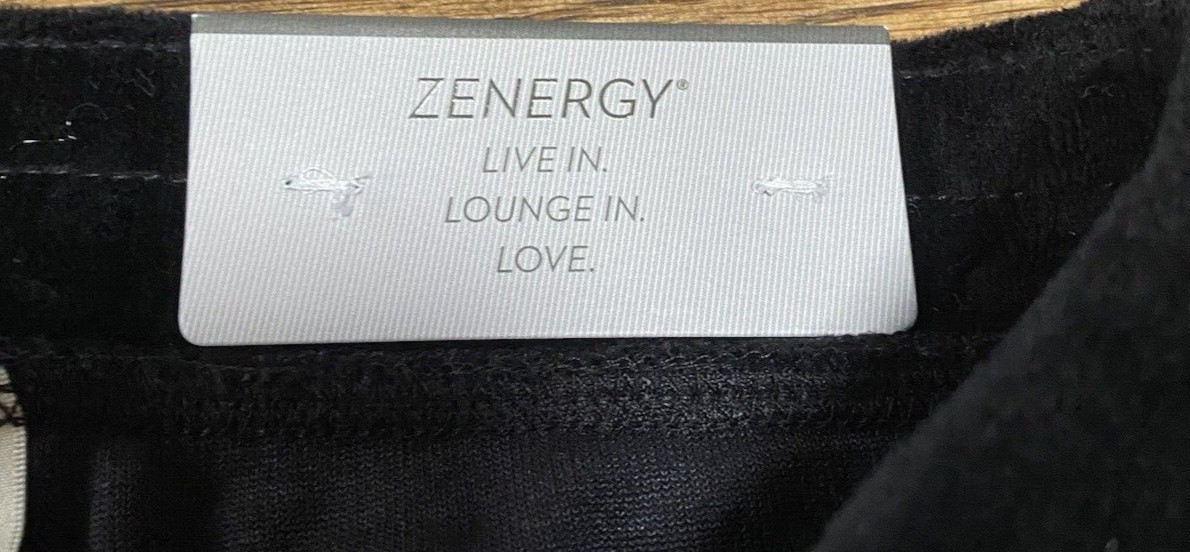 ZENERGY®
LIVE IN.
LOUNGE IN.
LOVE.